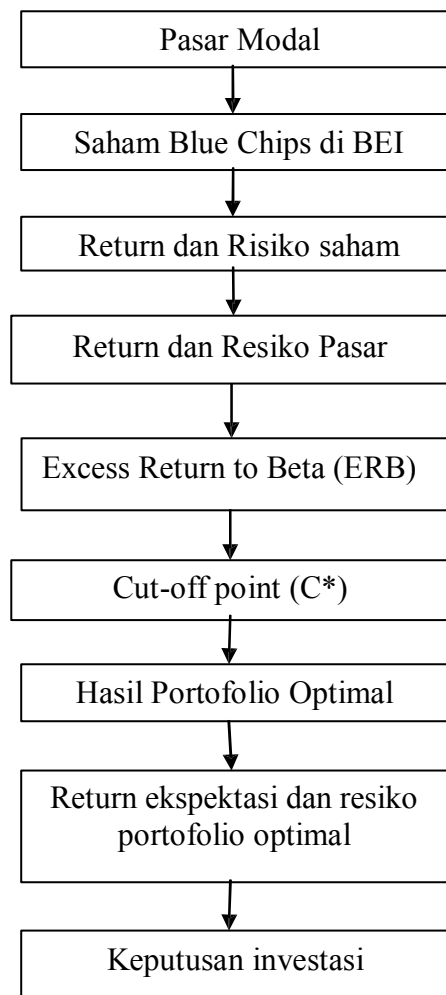 Pasar Modal
Saham Blue Chips di BEI
Return dan Risiko saham
Return dan Resiko Pasar
Excess Return to Beta (ERB)
Cut-off point (C*)
Hasil Portofolio Optimal
Return ekspektasi dan resiko
portofolio optimal
Keputusan investasi